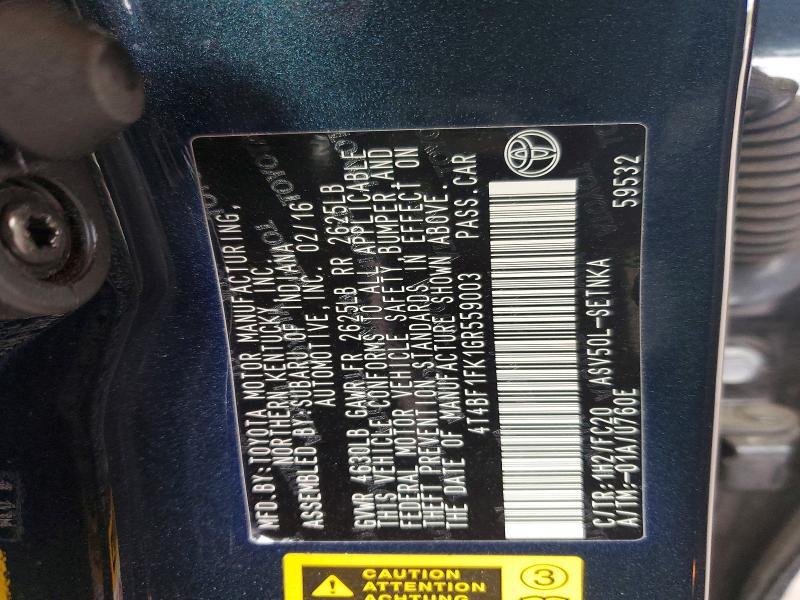 MFD.BY:TOYOTA MOTOR MANUFACTURING,
NORTHERN KENTUCKY, INC.
ASSEMBLED BY:SUBARU OF INDIANA
AUTOMOTIVE, INC. 02/16
GVWR 4630LB GAWR FR 2625LB RR 2625LB
THIS VEHICLE CONFORMS TO ALL APPLICABLE
FEDERAL MOTOR VEHICLE SAFETY,BUMPER,AND
THEFT PREVENTION STANDARDS IN EFFECT ON
THE DATE OF MANUFACTURE SHOWN ABOVE.
4T4BF1FK1GR559003 PASS.CAR
C/TR:1H2/FC20 ASV50L-SETNKA 59532
A/TM:-01A/U760E
CAUTION
ATTENTION
ACHTUNG
3